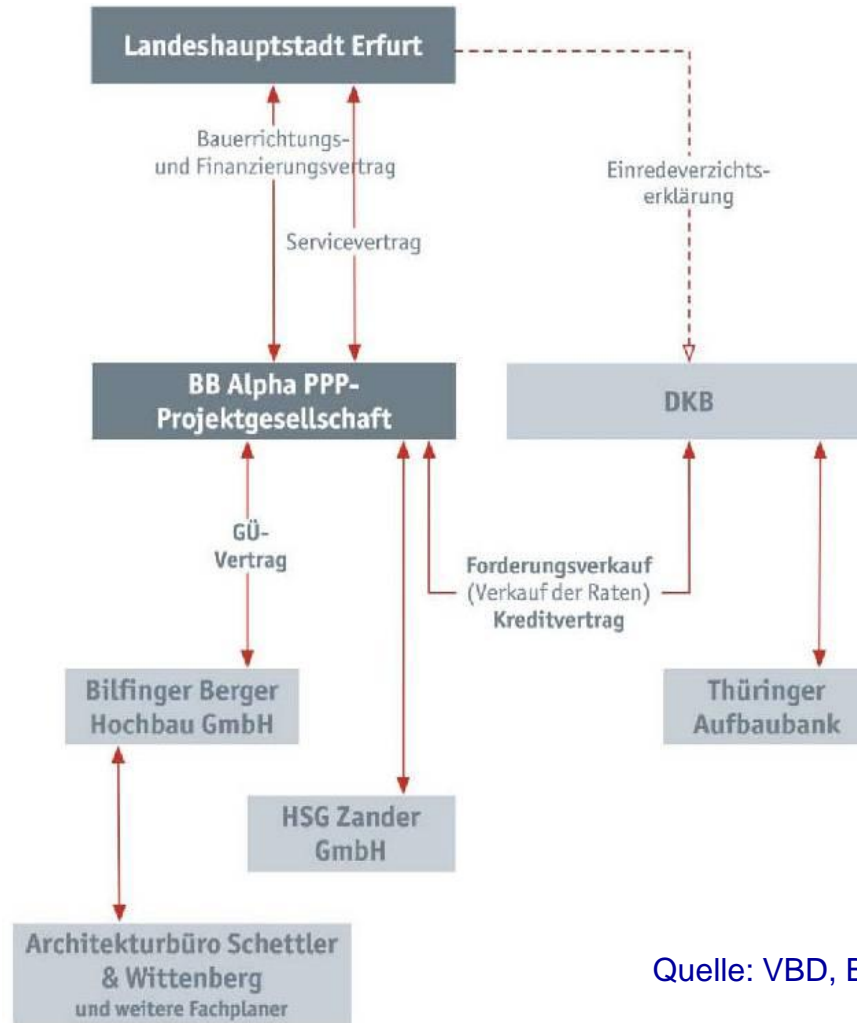 Landeshauptstadt Erfurt
Bauerrichtungs-
und Finanzierungsvertrag
Einredeverzichts-
erklärung
Servicevertrag
BB Alpha PPP-
Projektgesellschaft
DKB
GÜ-
Vertrag
Forderungsverkauf
(Verkauf der Raten)
Kreditvertrag
Bilfinger Berger
Hochbau GmbH
Thüringer
Aufbaubank
HSG Zander
GmbH
Architekturbüro Schettler
& Wittenberg
und weitere Fachplaner
Quelle: VBD,